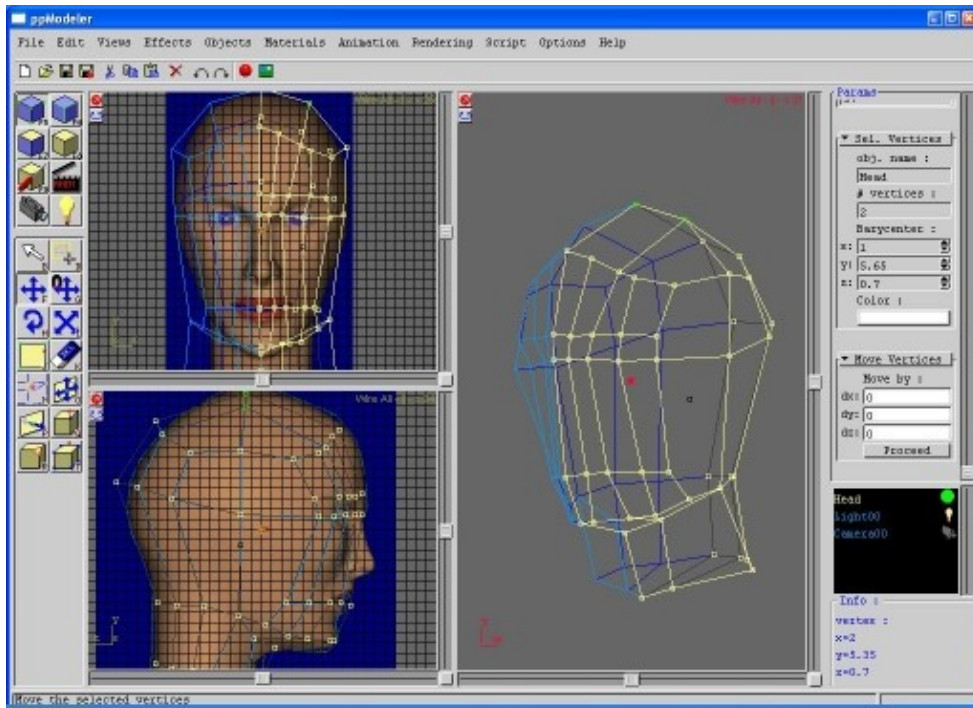 ppModeler
File Edit Views Effects Objects Materials Animation Rendering Script Options Help
Params
Sel. Vertices
obj. name :
Head
# vertices :
2
Barycenter :
x: 1
y: 5.65
z: 0.7
Color :
Move Vertices
Move by :
dx: 0
dy: 0
dz: 0
Proceed
Head
Light00
Camera00
Info :
vertex :
x=2
y=5.35
z=0.7
Move the selected vertices